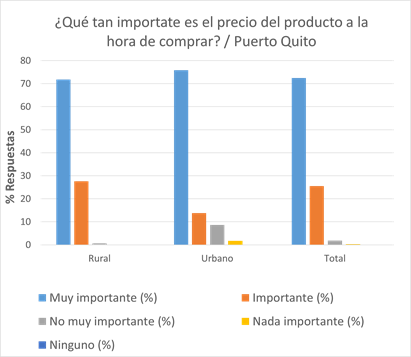 ¿Qué tan importate es el precio del producto a la
hora de comprar? / Puerto Quito
% Respuestas
80
70
60
50
40
30
20
10
0
Rural
Urbano
Total
Muy importante (%)
Importante (%)
No muy importante (%)
Nada importante (%)
Ninguno (%)